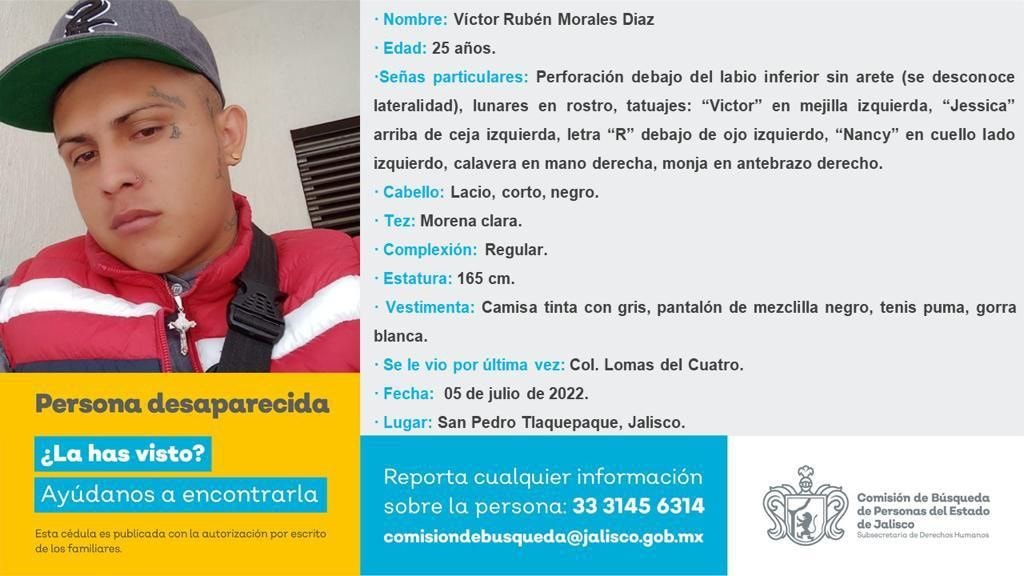 · Nombre: Víctor Rubén Morales Diaz
· Edad: 25 años.
·Señas particulares: Perforación debajo del labio inferior sin arete (se desconoce
lateralidad), lunares en rostro, tatuajes: “Victor” en mejilla izquierda, “Jessica”
arriba de ceja izquierda, letra “R” debajo de ojo izquierdo, “Nancy” en cuello lado
izquierdo, calavera en mano derecha, monja en antebrazo derecho.
· Cabello: Lacio, corto, negro.
· Tez: Morena clara.
· Complexión: Regular.
· Estatura: 165 cm.
· Vestimenta: Camisa tinta con gris, pantalón de mezclilla negro, tenis puma, gorra
blanca.
· Se le vio por última vez: Col. Lomas del Cuatro.
· Fecha: 05 de julio de 2022.
· Lugar: San Pedro Tlaquepaque, Jalisco.
Persona desaparecida
¿La has visto?
Ayúdanos a encontrarla
Esta cédula es publicada con la autorización por escrito
de los familiares.
Reporta cualquier información
sobre la persona: 33 3145 6314
comisiondebusqueda@jalisco.gob.mx
Comisión de Búsqueda
de Personas del Estado
de Jalisco
Subsecretaría de Derechos Humanos